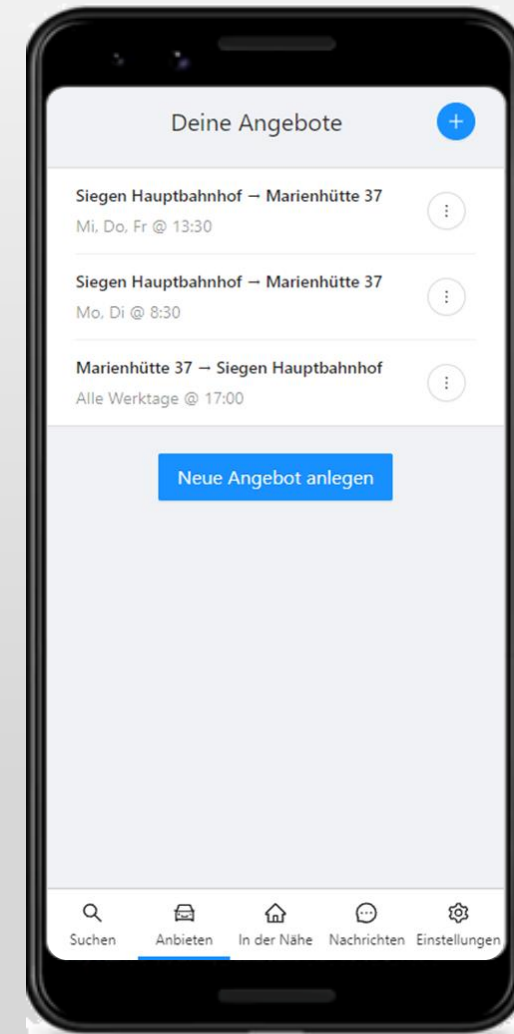 Deine Angebote
+
Siegen Hauptbahnhof → Marienhütte 37
Mi, Do, Fr @ 13:30
Siegen Hauptbahnhof → Marienhütte 37
Mo, Di @ 8:30
Marienhütte 37 → Siegen Hauptbahnhof
Alle Werktage @ 17:00
Neue Angebot anlegen
Suchen Anbieten In der Nähe Nachrichten Einstellungen